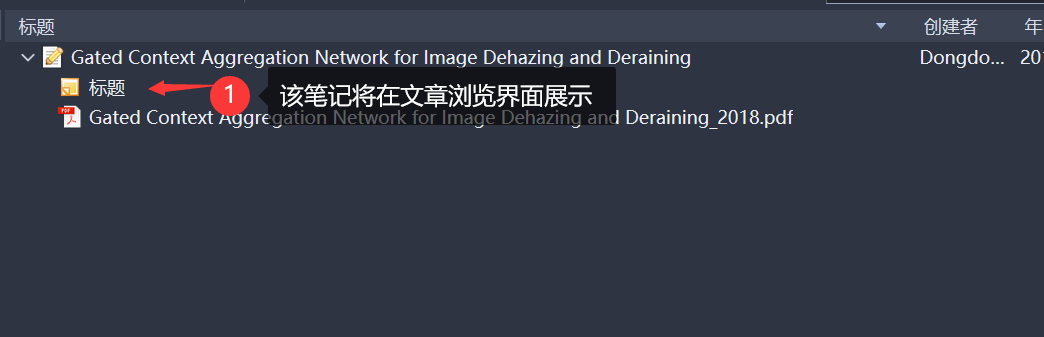 标题 创建者 年
Gated Context Aggregation Network for Image Dehazing and Deraining Dongdo... 201
标题
1 该笔记将在文章浏览界面展示
Gated Context Aggregation Network for Image Dehazing and Deraining_2018.pdf